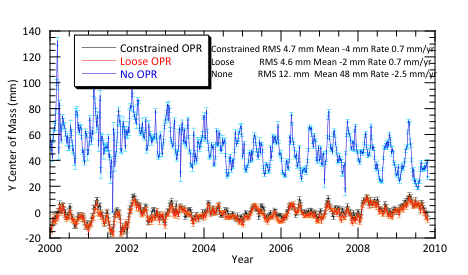 140
120
100
80
60
40
20
0
-20
Y Center of Mass (mm)
Constrained OPR
Loose OPR
No OPR
Constrained RMS 4.7 mm Mean -4 mm Rate 0.7 mm/yr
Loose RMS 4.6 mm Mean -2 mm Rate 0.7 mm/yr
None RMS 12. mm Mean 48 mm Rate -2.5 mm/yr
2000 2002 2004 2006 2008 2010
Year